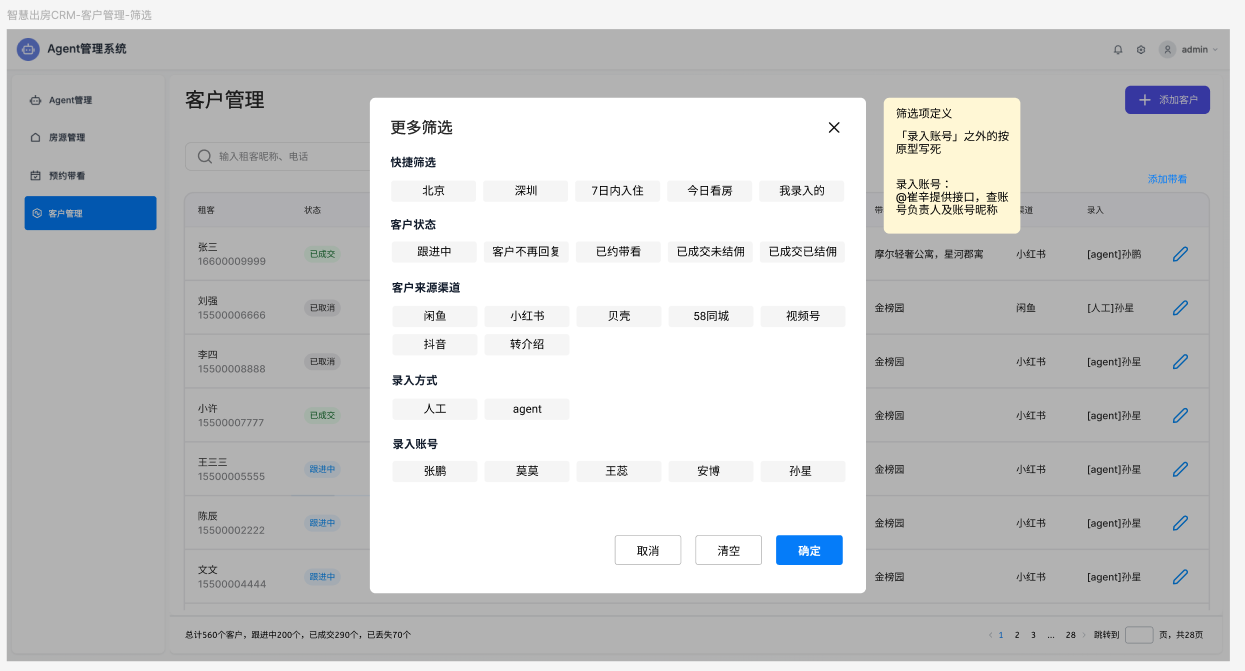 智慧出房CRM-客户管理-筛选
Agent管理系统
admin
Agent管理
房源管理
预约带看
客户管理
客户管理
添加客户
输入租客昵称、电话
添加带看
租客
状态
带
渠道
录入
张三
16600009999
已成交
摩尔轻奢公寓，星河郡寓
小红书
[agent]孙鹏
刘强
15500006666
已取消
金榜园
闲鱼
[人工]孙星
李四
15500008888
已取消
金榜园
小红书
[agent]孙星
小许
15500007777
已成交
金榜园
小红书
[agent]孙星
王三三
15500005555
跟进中
金榜园
小红书
[agent]孙星
陈辰
15500002222
跟进中
金榜园
小红书
[agent]孙星
文文
15500004444
跟进中
金榜园
小红书
[agent]孙星
总计560个客户，跟进中200个，已成交290个，已丢失70个
1 2 3 ... 28 跳转到 页，共28页
更多筛选
快捷筛选
北京 深圳 7日内入住 今日看房 我录入的
客户状态
跟进中 客户不再回复 已约带看 已成交未结佣 已成交已结佣
客户来源渠道
闲鱼 小红书 贝壳 58同城 视频号
抖音 转介绍
录入方式
人工 agent
录入账号
张鹏 莫莫 王蕊 安博 孙星
取消 清空 确定
筛选项定义
「录入账号」之外的按
原型写死
录入账号：
@崔辛提供接口，查账
号负责人及账号昵称